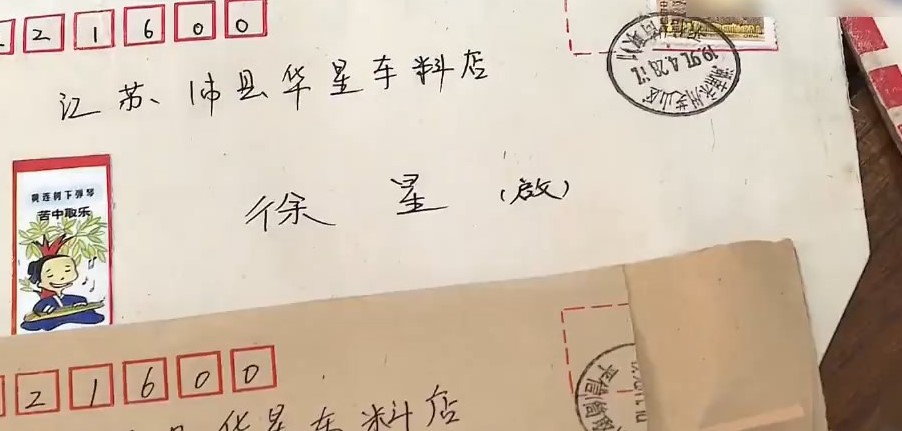 21600
江苏、沛县华星车料店
徐 星 (啟)
黄连树下弹琴
苦中取乐
21600
华星车料店